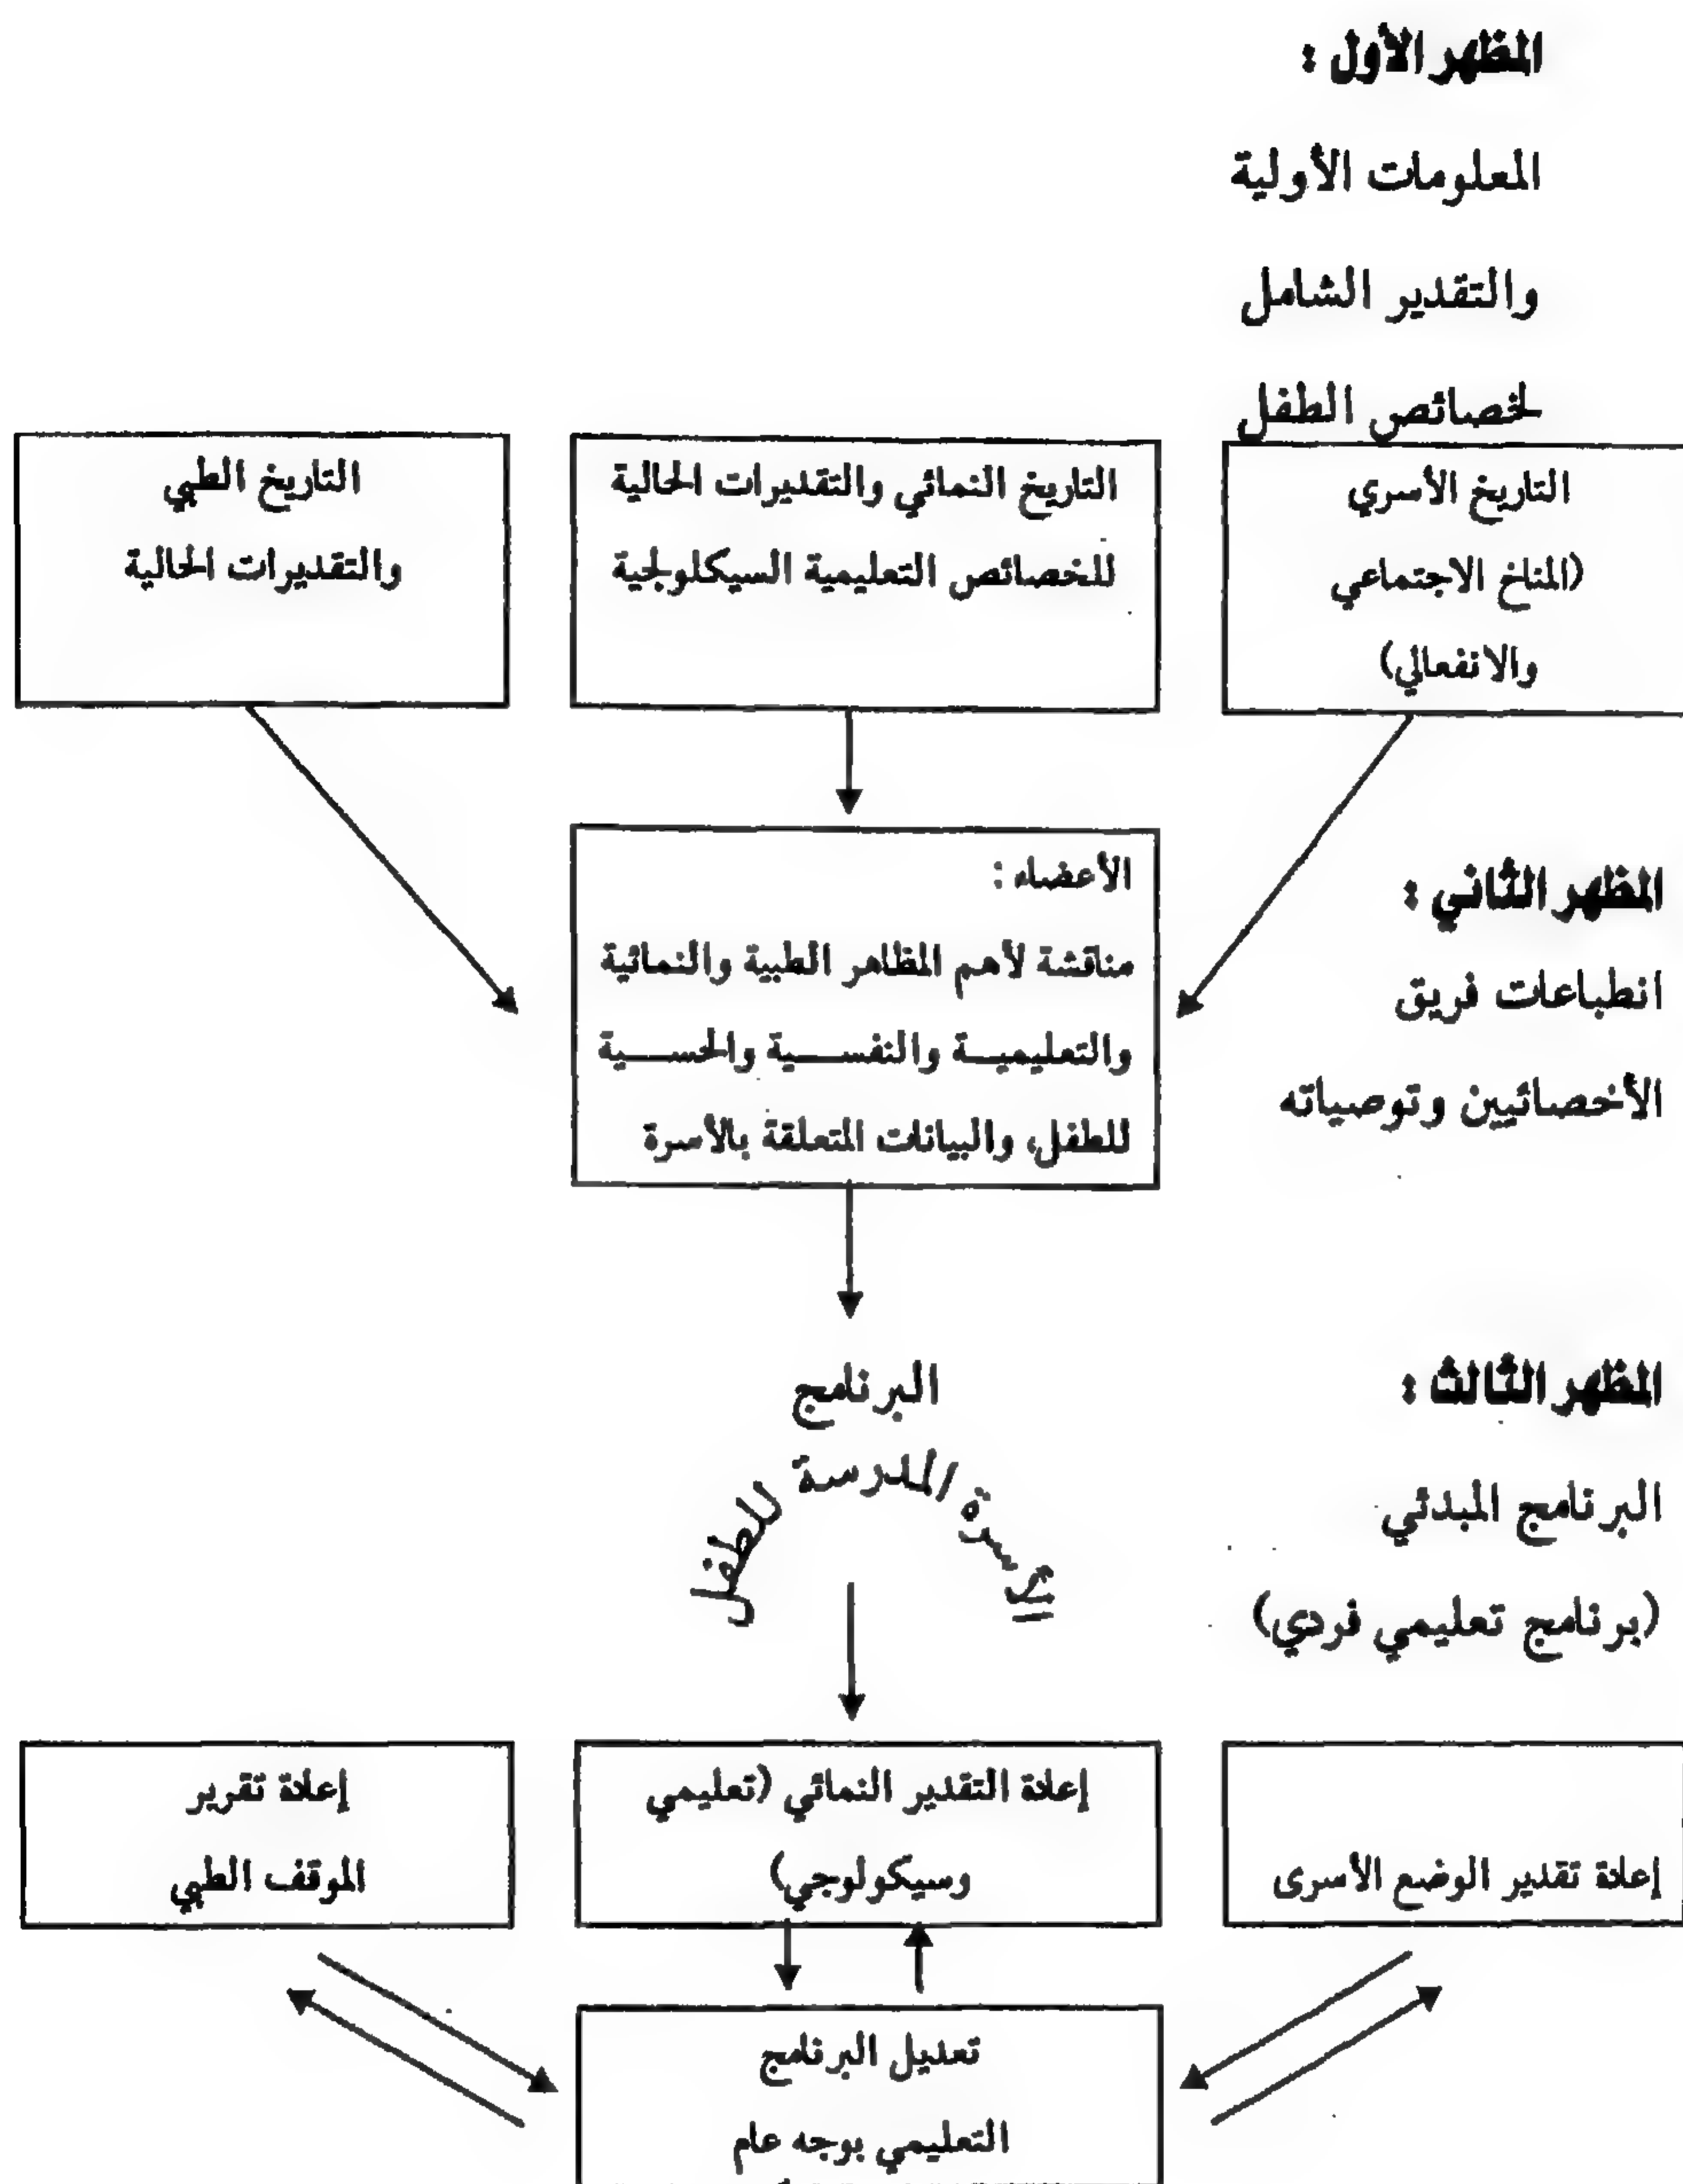 المظهر الأول :
المعلومات الأولية
والتقدير الشامل
لخصائص الطفل
التاريخ الأسري
(المناخ الاجتماعي
والانفعالي)
التاريخ النمائي والتقديرات الحالية
للخصائص التعليمية السيكلوجية
التاريخ الطبي
والتقديرات الحالية
المظهر الثاني :
انطباعات فريق
الأخصائيين وتوصياته
الأعضاء :
مناقشة لأهم المظاهر الطبية والنمائية
والتعليمية والنفسية والحسية
للطفل، والبيانات المتعلقة بالأسرة
المظهر الثالث :
البرنامج المبدئي
(برنامج تعليمي فردي)
البرنامج
المدرسة للطفل
إعادة تقدير الوضع الأسرى
إعادة التقدير النمائي (تعليمي
وسيكولوجي)
إعادة تقرير
الموقف الطبي
تعديل البرنامج
التعليمي بوجه عام